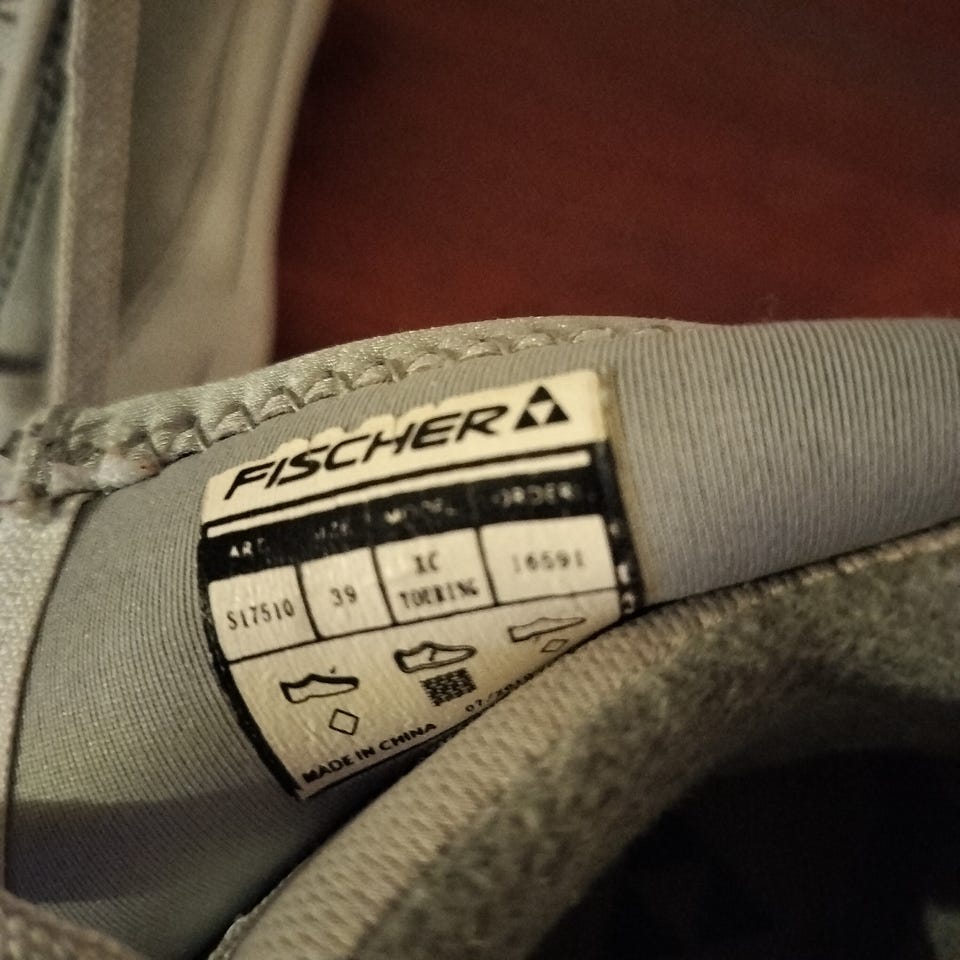 FISCHER
ART. SIZE MODEL ORDER
S17510 39 XC TOURING 16591
MADE IN CHINA